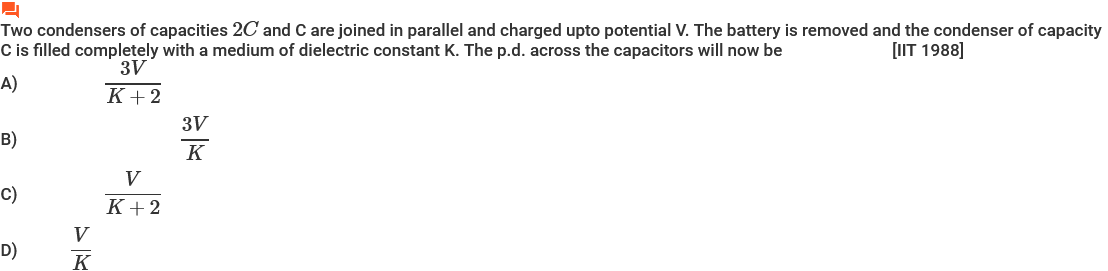 Two condensers of capacities 2C and C are joined in parallel and charged upto potential V. The battery is removed and the condenser of capacity
C is filled completely with a medium of dielectric constant K. The p.d. across the capacitors will now be [IIT 1988]
A) \frac{3V}{K+2}
B) \frac{3V}{K}
C) \frac{V}{K+2}
D) \frac{V}{K}